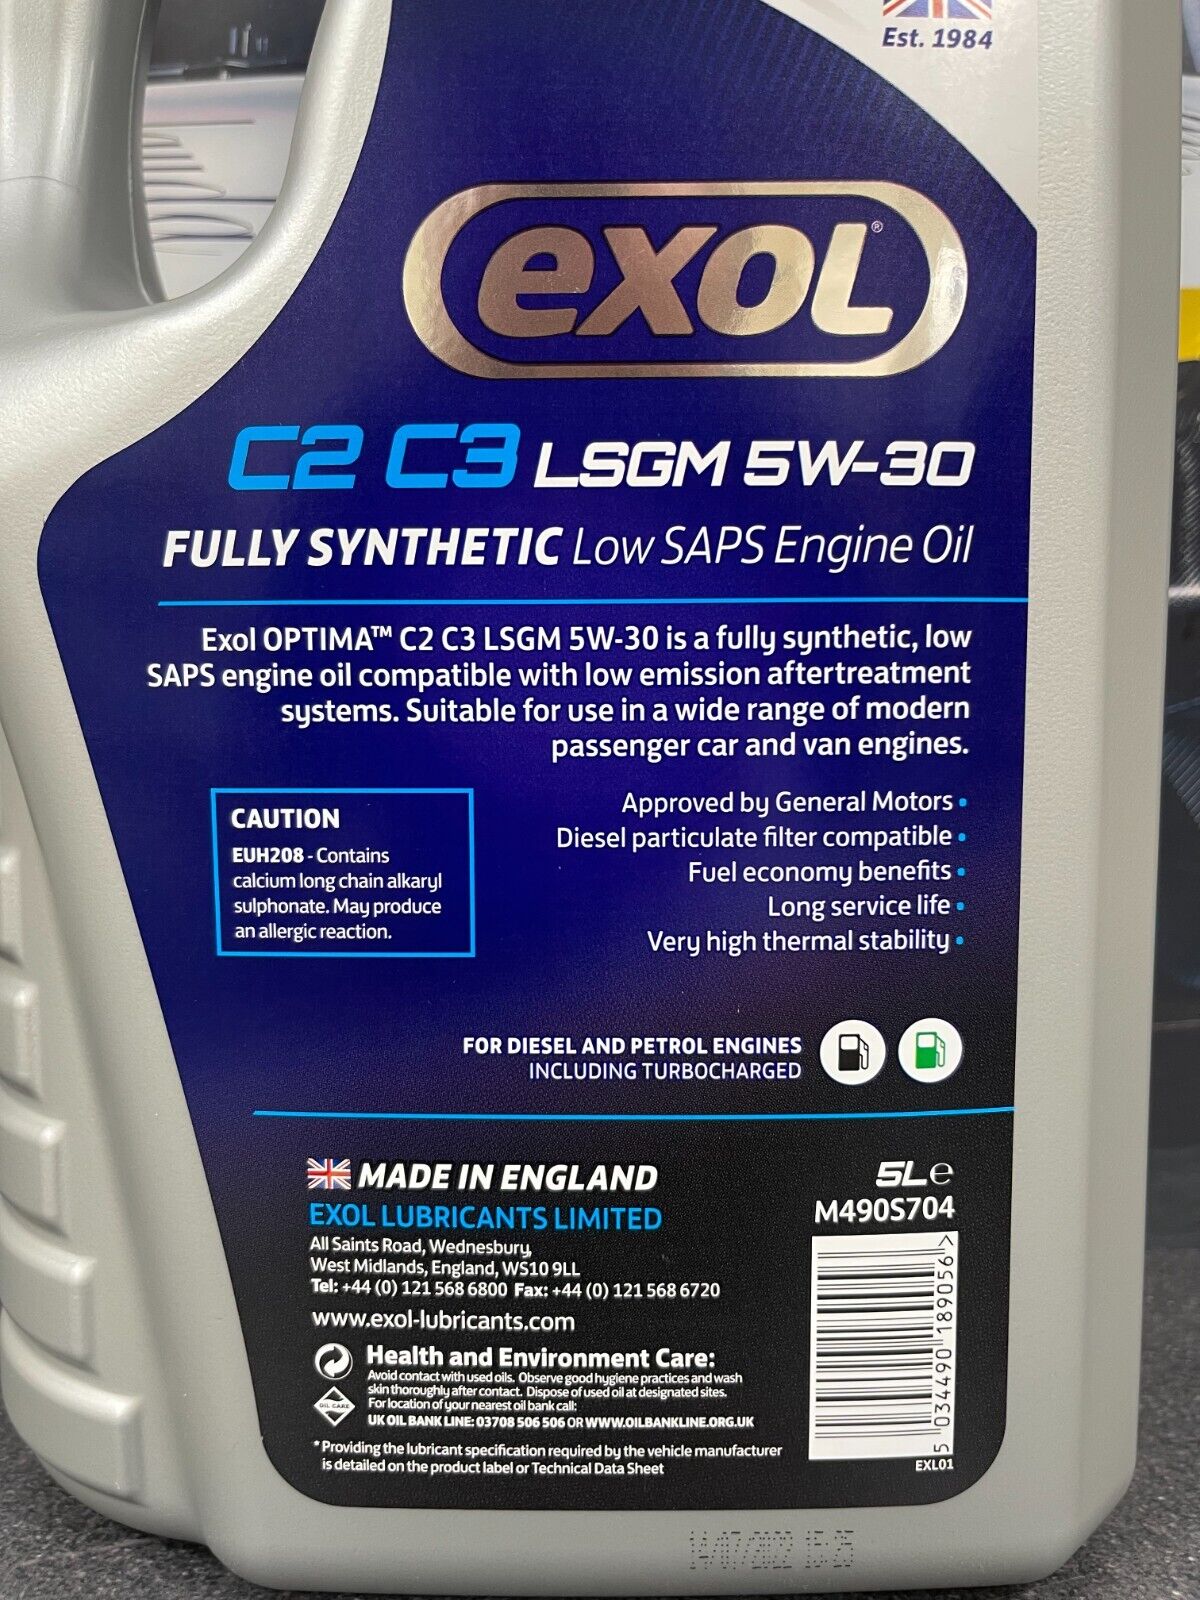 Est. 1984
exol®
C2 C3 LSGM 5W-30
FULLY SYNTHETIC Low SAPS Engine Oil
Exol OPTIMA™ C2 C3 LSGM 5W-30 is a fully synthetic, low
SAPS engine oil compatible with low emission aftertreatment
systems. Suitable for use in a wide range of modern
passenger car and van engines.
CAUTION
EUH208 - Contains
calcium long chain alkaryl
sulphonate. May produce
an allergic reaction.
Approved by General Motors •
Diesel particulate filter compatible •
Fuel economy benefits •
Long service life •
Very high thermal stability •
FOR DIESEL AND PETROL ENGINES
INCLUDING TURBOCHARGED
MADE IN ENGLAND
EXOL LUBRICANTS LIMITED
All Saints Road, Wednesbury,
West Midlands, England, WS10 9LL
Tel: +44 (0) 121 568 6800 Fax: +44 (0) 121 568 6720
www.exol-lubricants.com
Health and Environment Care:
Avoid contact with used oils. Observe good hygiene practices and wash
skin thoroughly after contact. Dispose of used oil at designated sites.
For location of your nearest oil bank call:
UK OIL BANK LINE: 03708 506 506 OR WWW.OILBANKLINE.ORG.UK
OIL CARE
* Providing the lubricant specification required by the vehicle manufacturer
is detailed on the product label or Technical Data Sheet
5L e
M490S704
5 034490 189056 >
EXL01
14/07/2022 15:25